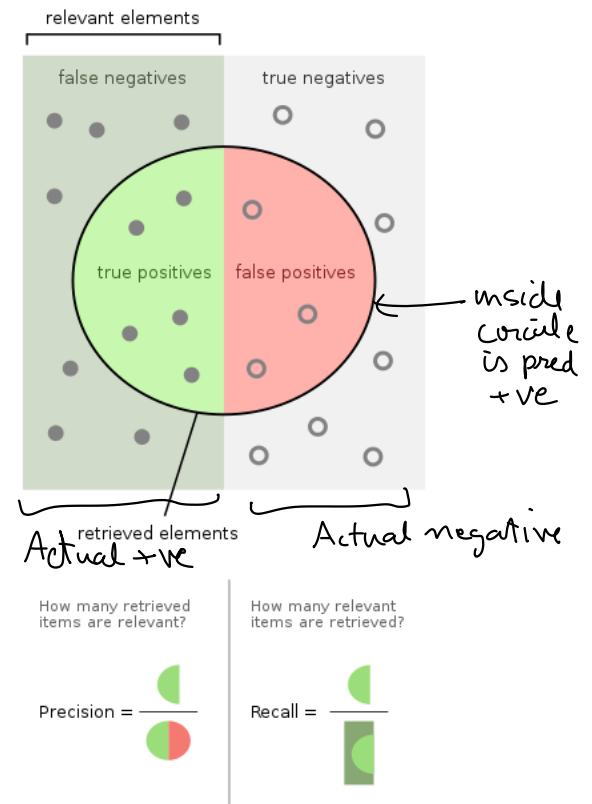 relevant elements
false negatives
true negatives
true positives
false positives
inside
circule
is pred
+ve
retrieved elements
Actual +ve
Actual negative
How many retrieved
items are relevant?
How many relevant
items are retrieved?
Precision =
Recall =